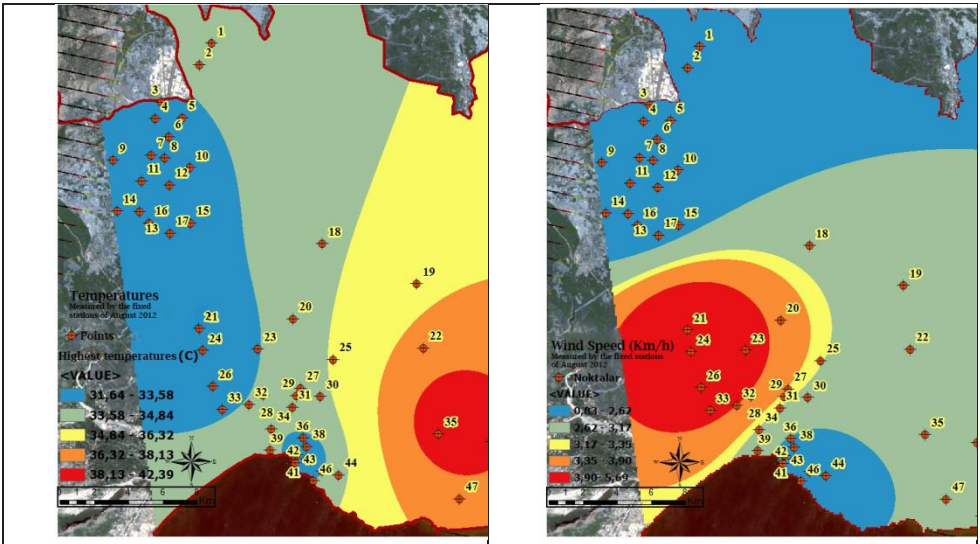 1
2
3
4 5
6
7 8
9 10
11 12
14 16 15
13 17
18
19
20
21
22
24 23
25
26 27
29 30
31
33 32
28 34
35
36
39 38
42 43
41 46 44
47
Temperatures
Measured by the fixed
stations of August 2012
Points
Highest temperatures (C)
<VALUE>
31,64 - 33,58
33,58 - 34,84
34,84 - 36,32
36,32 - 38,13
38,13 - 42,39
Km
1
2
3
4 5
6
7 8
9 10
11 12
14 16 15
13 17
18
19
20
21
22
24 23
25
26 27
29 30
31
33 32
28 34
35
36
39 38
42 43
41 46 44
47
Wind Speed (Km/h)
Measured by the fixed stations
of August 2012
Noktalar
<VALUE>
0,83 - 2,62
2,62 - 3,17
3,17 - 3,35
3,35 - 3,90
3,90 - 5,69
Km